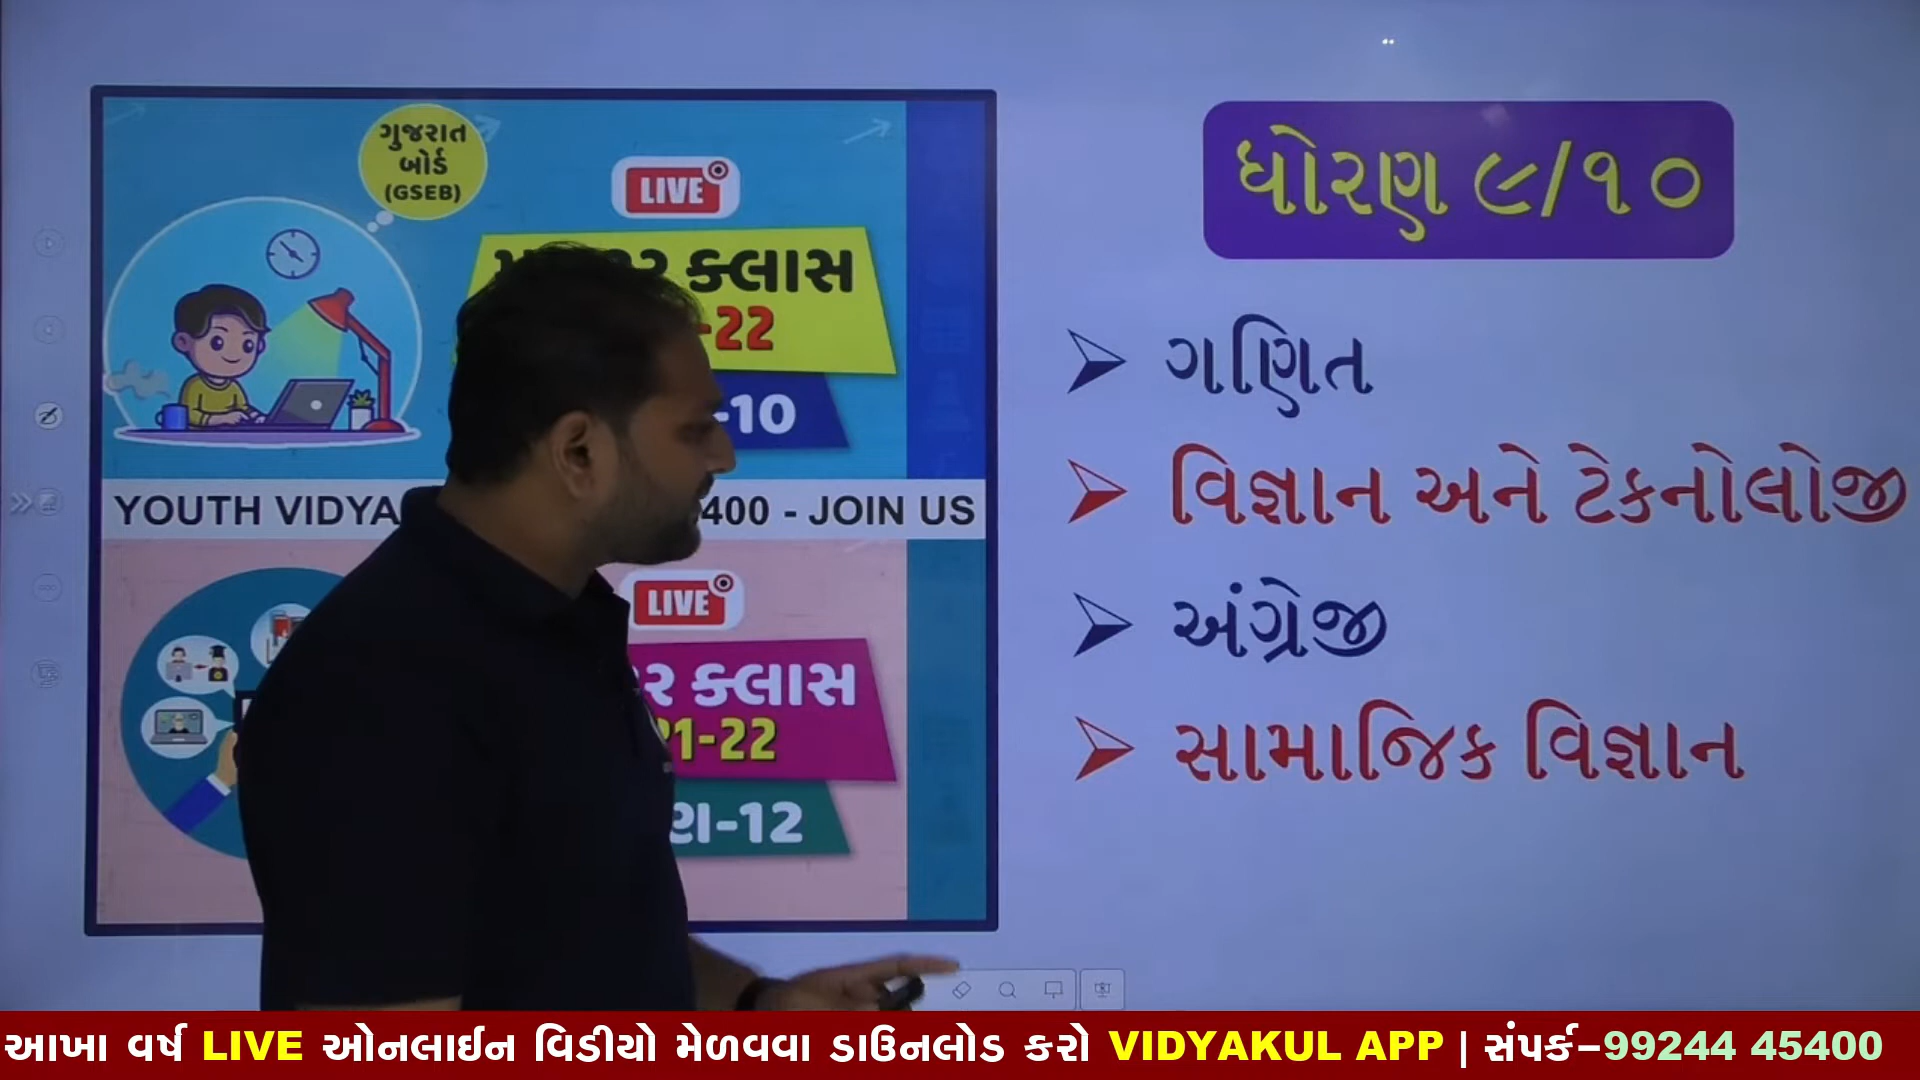 ગુજરાત
બોર્ડ
(GSEB)
LIVE
ક્લાસ
-22
-10
YOUTH VIDYA 400 - JOIN US
LIVE
ક્લાસ
21-22
ણ-12
ધોરણ ૯/૧૦
ગણિત
વિજ્ઞાન અને ટેકનોલોજી
અંગ્રેજી
સામાજિક વિજ્ઞાન
આખા વર્ષ LIVE ઓનલાઈન વિડીયો મેળવવા ડાઉનલોડ કરો VIDYAKUL APP | સંપર્ક-99244 45400